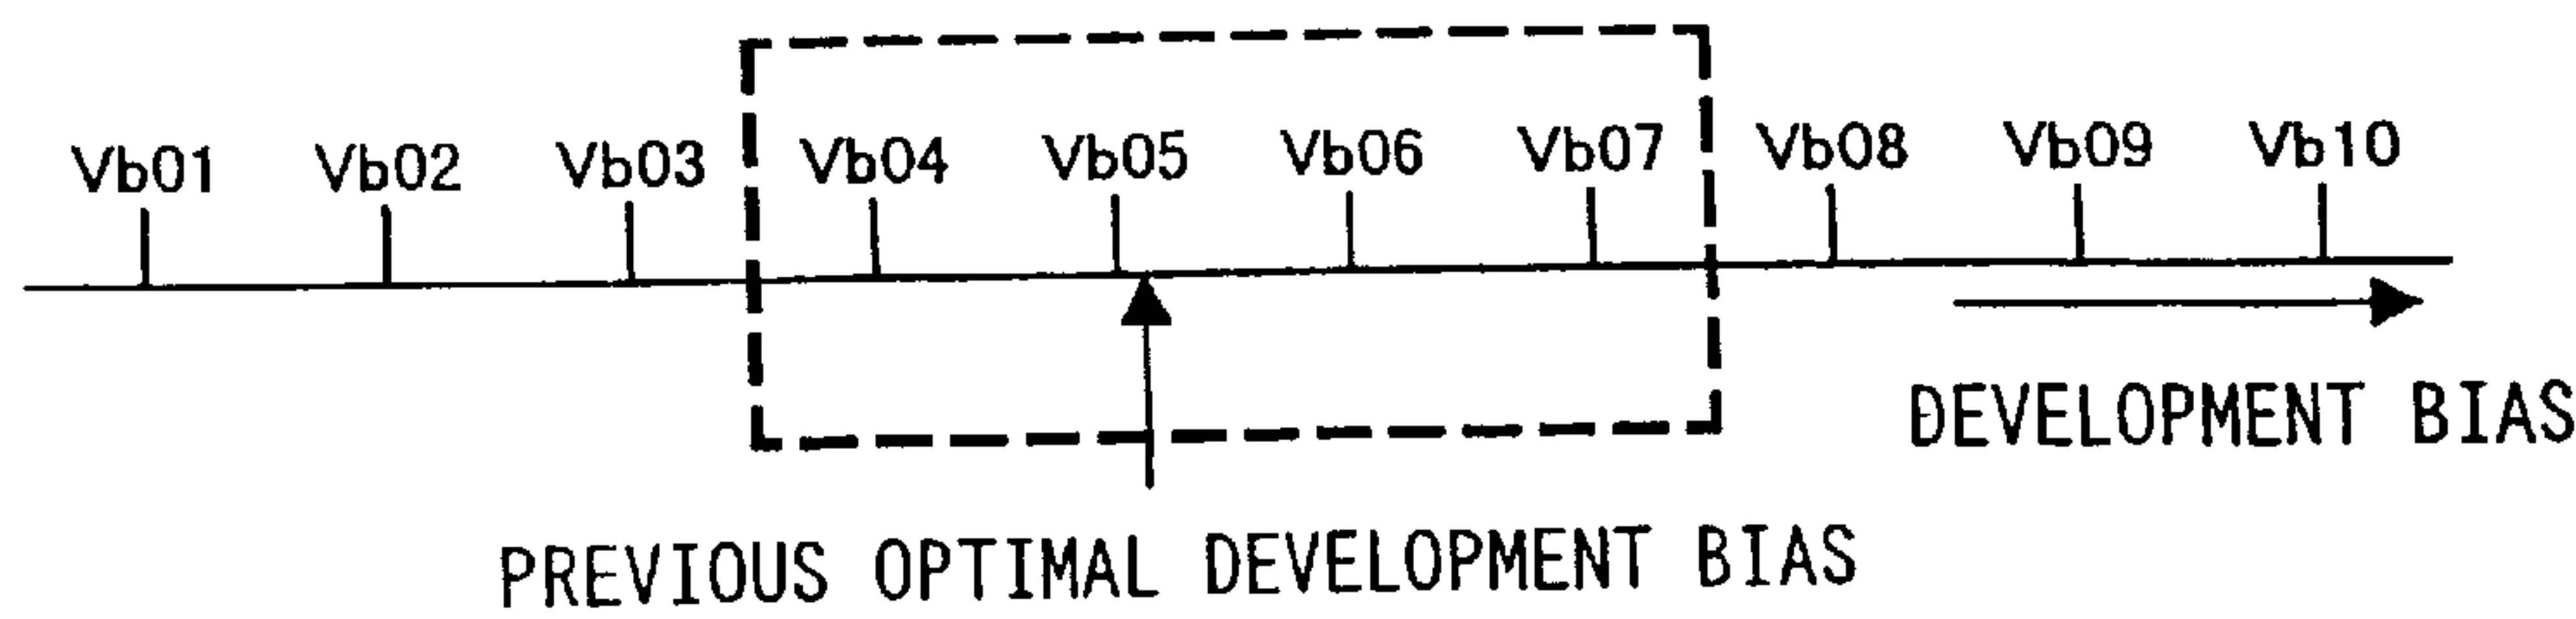 Vb01 Vb02 Vb03 Vb04 Vb05 Vb06 Vb07 Vb08 Vb09 Vb10
DEVELOPMENT BIAS
PREVIOUS OPTIMAL DEVELOPMENT BIAS